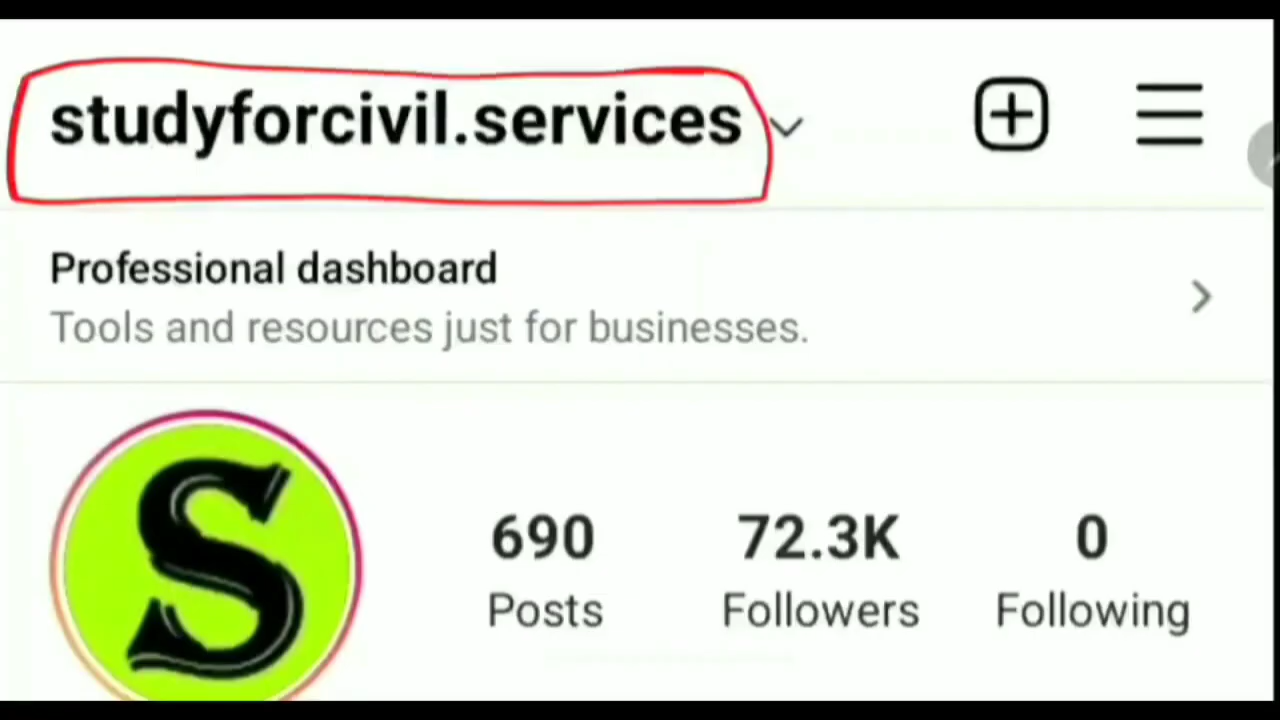 studyforcivil.services
Professional dashboard
Tools and resources just for businesses.
S
690 72.3K 0
Posts Followers Following